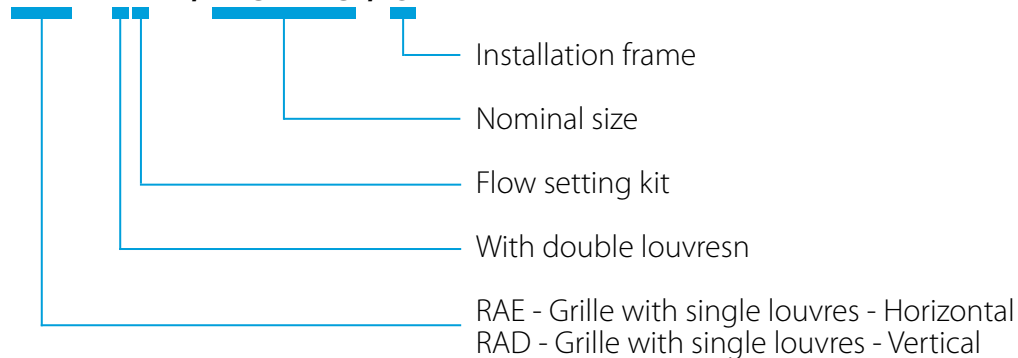 Installation frame
Nominal size
Flow setting kit
With double louvresn
RAE - Grille with single louvres - Horizontal
RAD - Grille with single louvres - Vertical